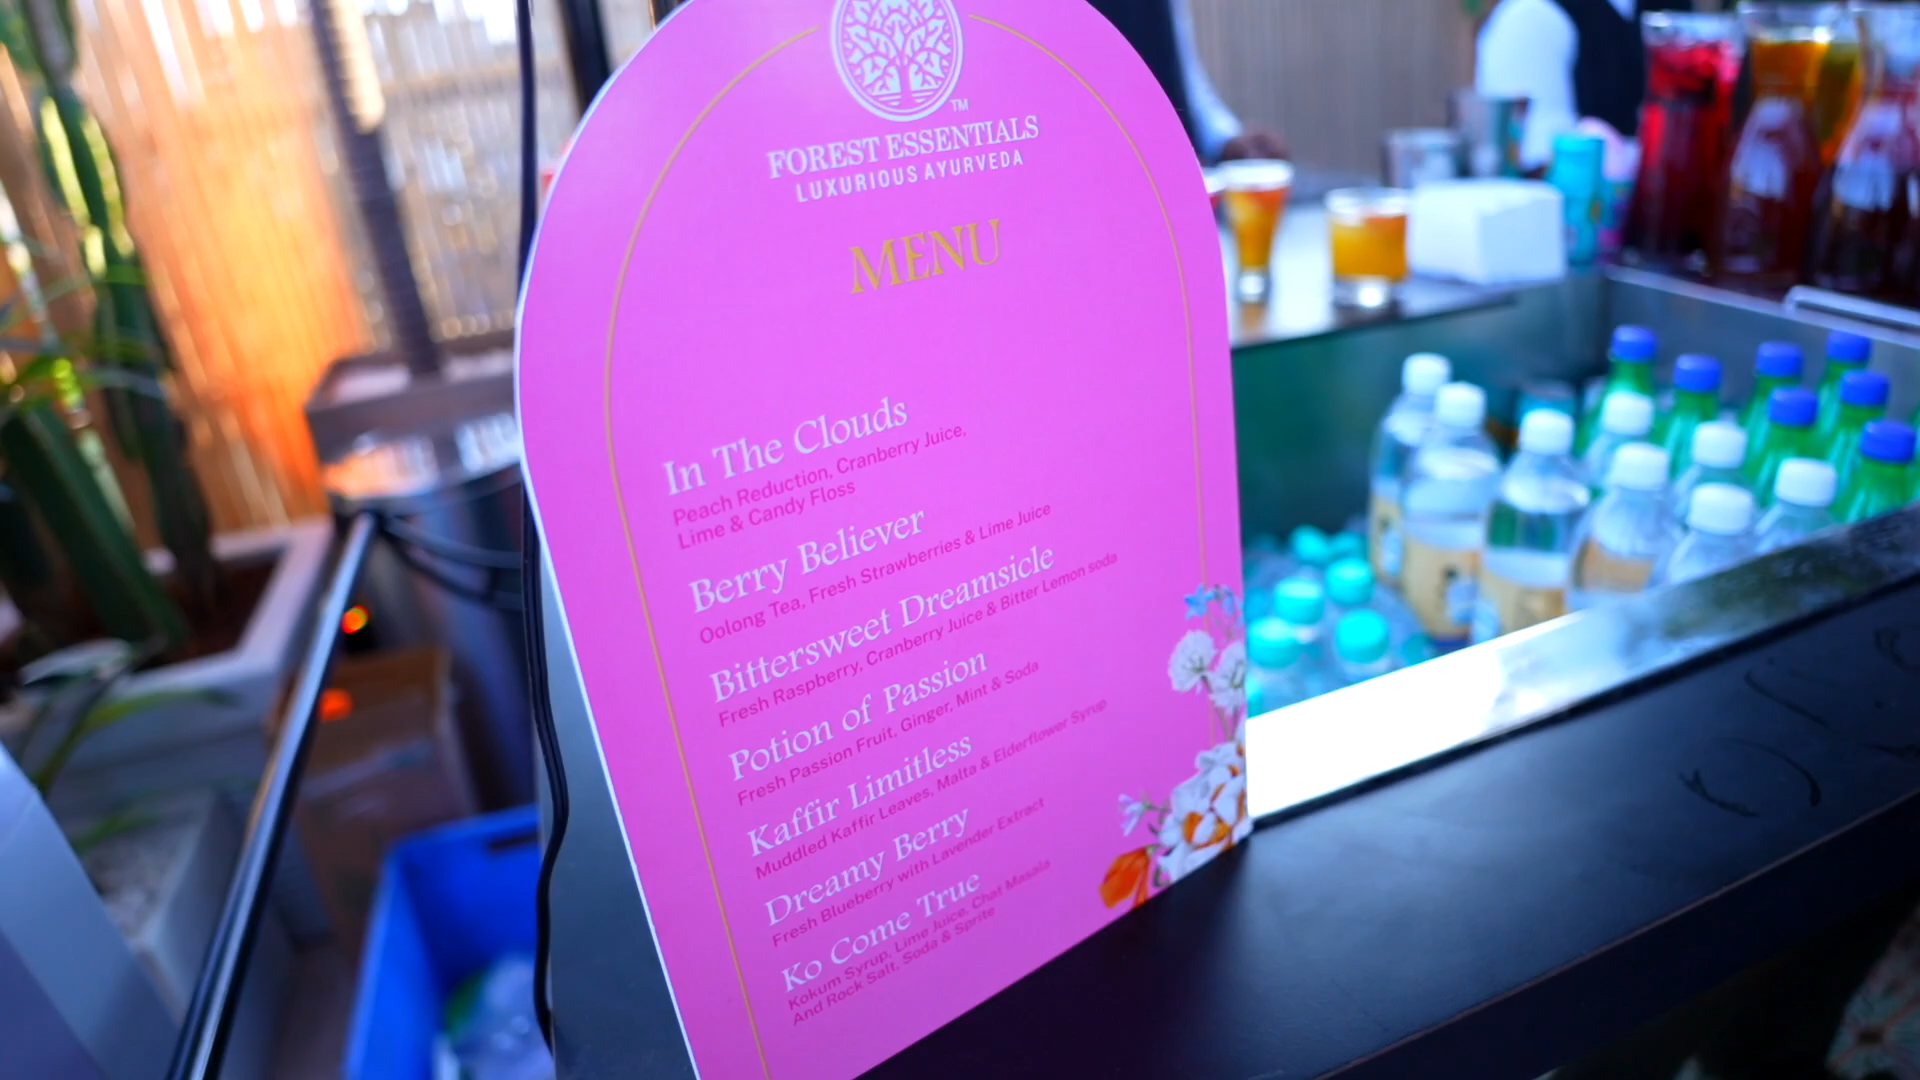 FOREST ESSENTIALS
LUXURIOUS AYURVEDA
MENU
In The Clouds
Peach Reduction, Cranberry Juice,
Lime & Candy Floss
Berry Believer
Oolong Tea, Fresh Strawberries & Lime Juice
Bittersweet Dreamsicle
Fresh Raspberry, Cranberry Juice & Bitter Lemon soda
Potion of Passion
Fresh Passion Fruit, Ginger, Mint & Soda
Kaffir Limitless
Muddled Kaffir Leaves, Malta & Elderflower Syrup
Dreamy Berry
Fresh Blueberry with Lavender Extract
Ko Come True
Kokum Syrup, Lime Juice, Chat Masala
And Rock Salt, Soda & Sprite